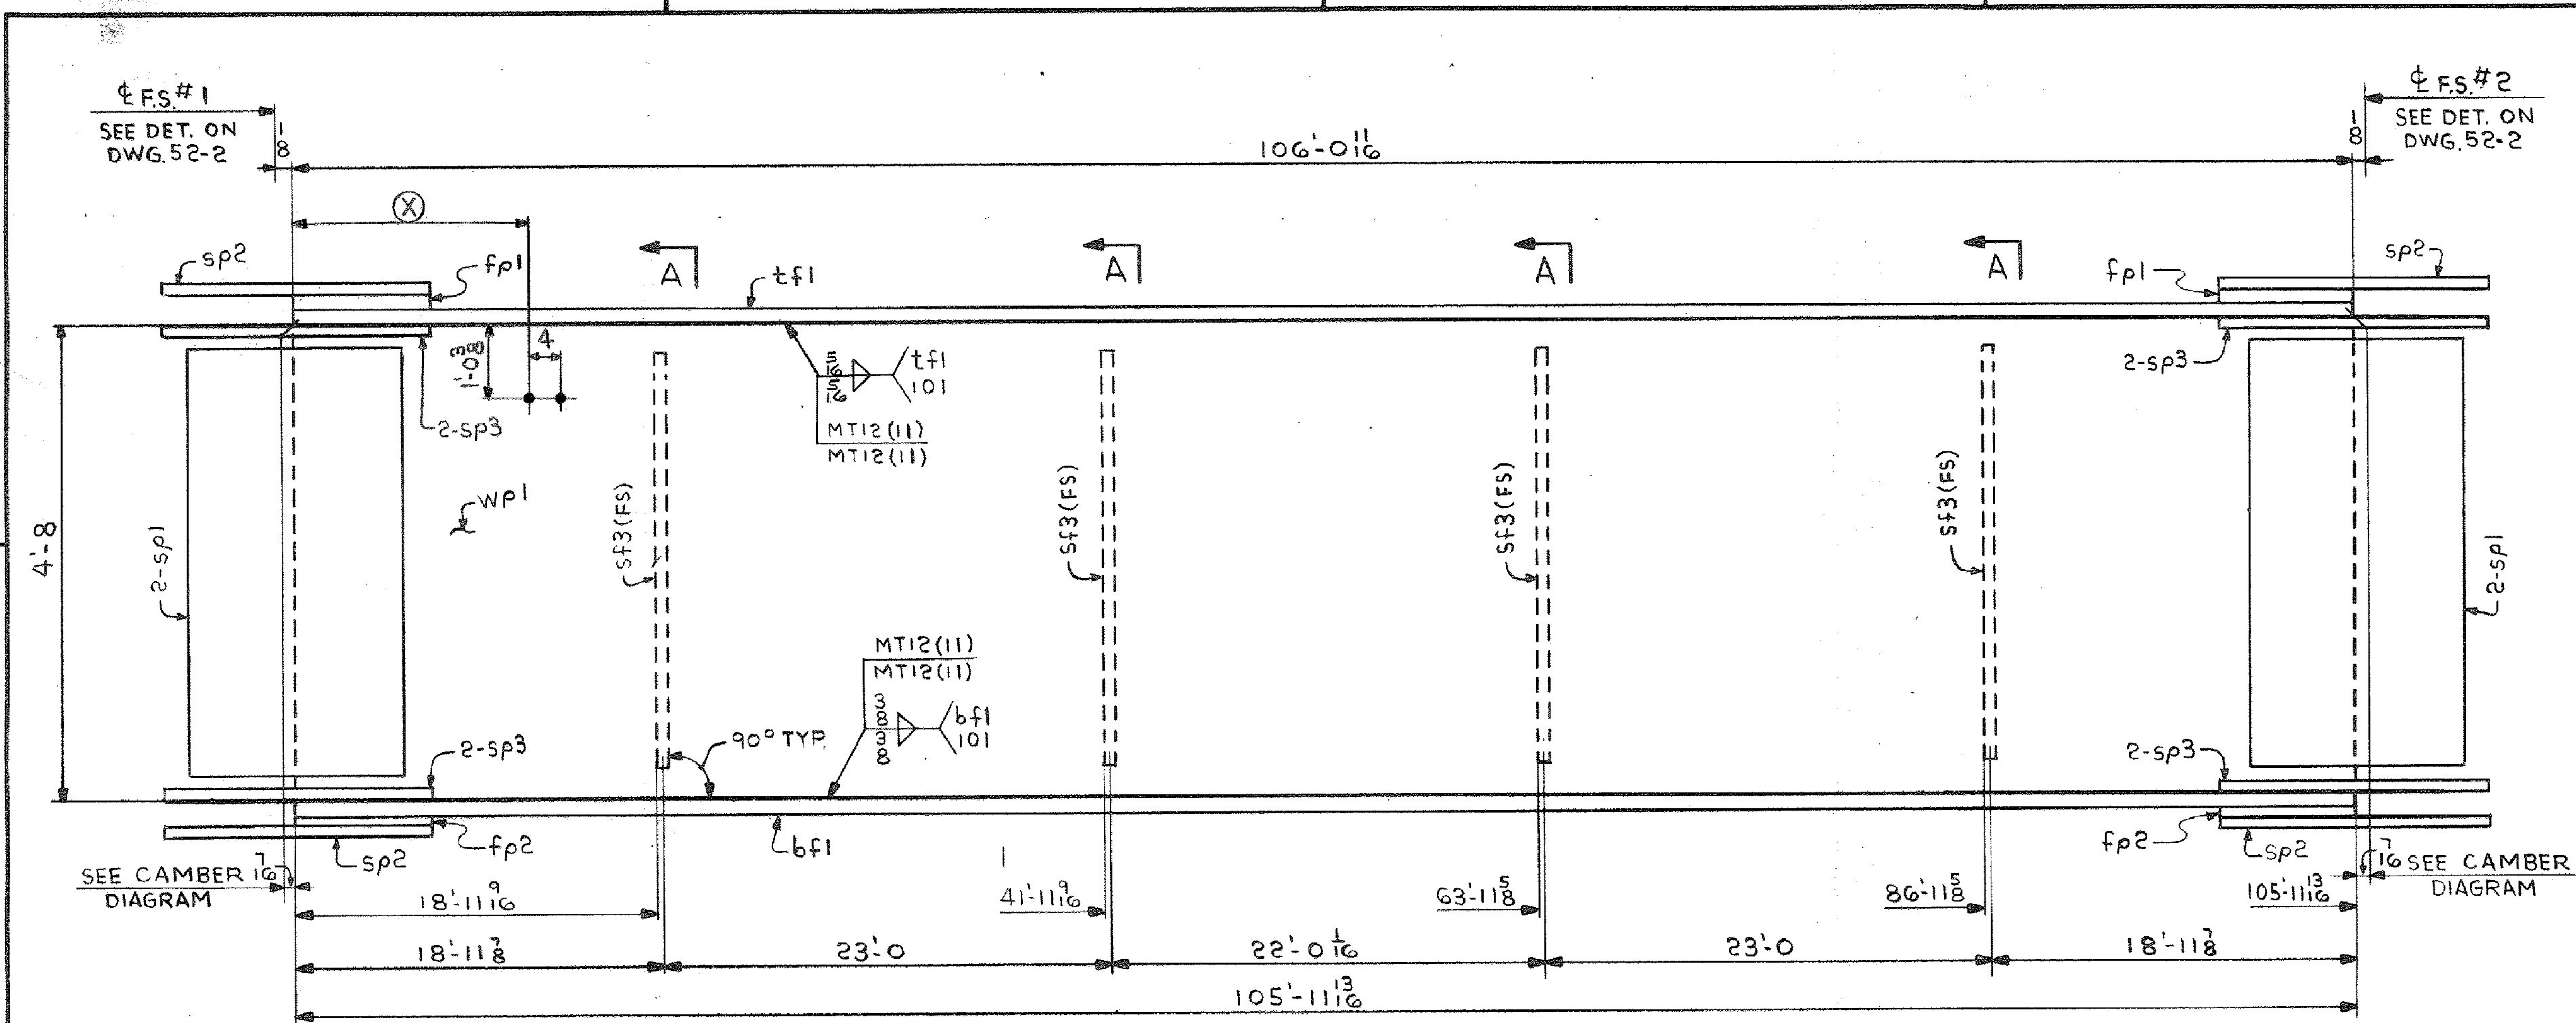 ℄ F.S. #1
SEE DET. ON
DWG. 52-2
1/8
106'-0 11/16
1/8
℄ F.S. #2
SEE DET. ON
DWG. 52-2
X
sp2
fp1
A
tf1
A
A
A
fp1
sp2
1'-0 3/8
4
2-sp3
5/16
5/16
tf1
101
MT12(11)
MT12(11)
2-sp3
4'-8
2-sp1
wp1
sf3(FS)
sf3(FS)
sf3(FS)
sf3(FS)
2-sp1
MT12(11)
MT12(11)
3/8
3/8
bf1
101
90° TYP.
2-sp3
2-sp3
sp2
fp2
bf1
fp2
sp2
SEE CAMBER
DIAGRAM
7/16
7/16
SEE CAMBER
DIAGRAM
18'-11 9/16
41'-11 9/16
63'-11 5/8
86'-11 5/8
105'-11 13/16
18'-11 7/8
23'-0
22'-0 1/16
23'-0
18'-11 7/8
105'-11 13/16